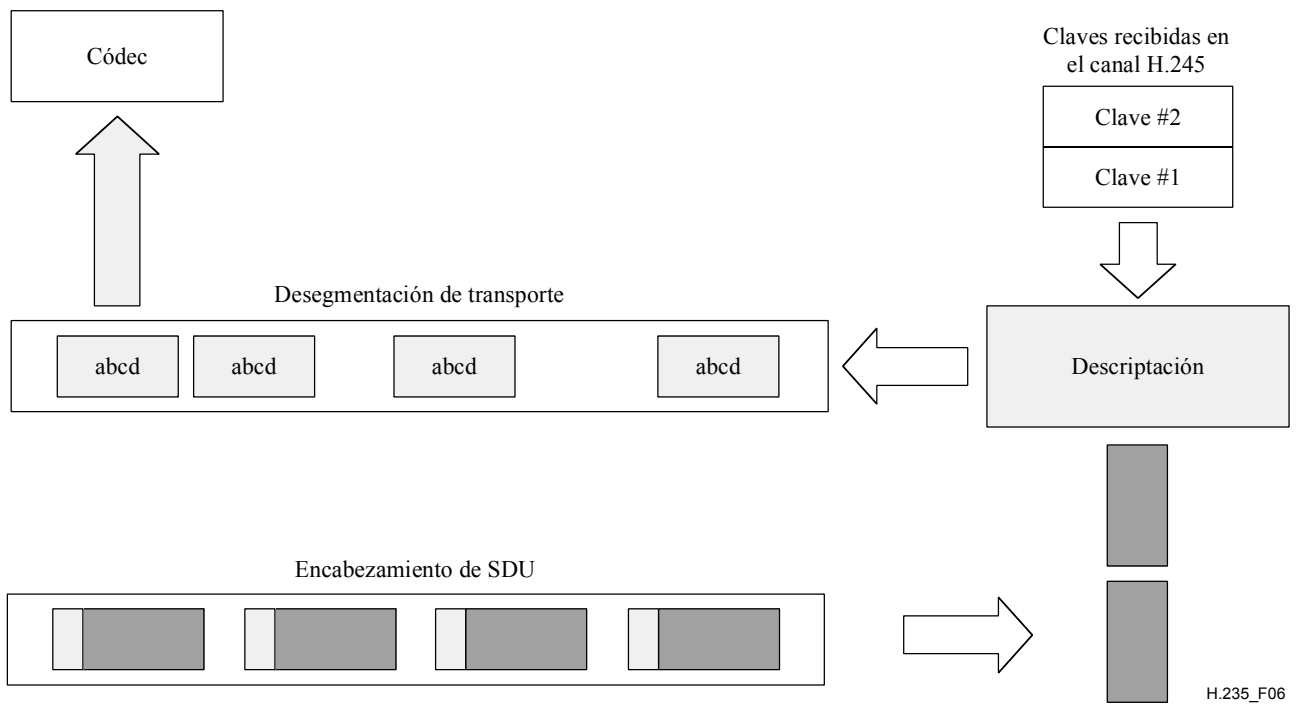 Códec
Claves recibidas en
el canal H.245
Clave #2
Clave #1
Desegmentación de transporte
abcd abcd abcd abcd
Descriptación
Encabezamiento de SDU
H.235_F06